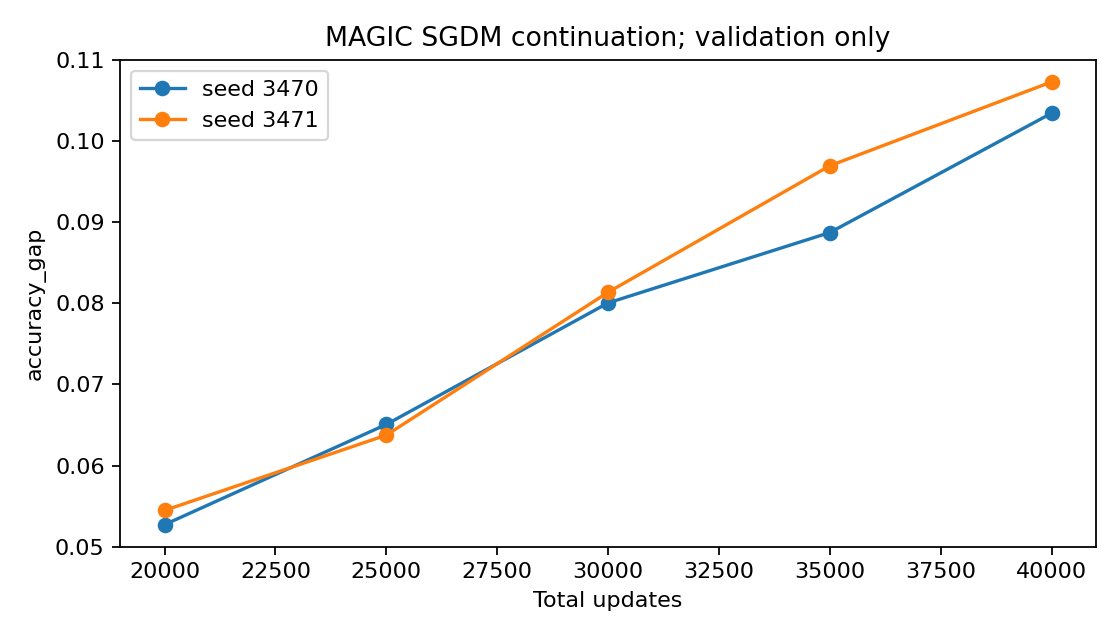 MAGIC SGDM continuation; validation only
seed 3470
seed 3471
accuracy_gap
0.11
0.10
0.09
0.08
0.07
0.06
0.05
20000 22500 25000 27500 30000 32500 35000 37500 40000
Total updates